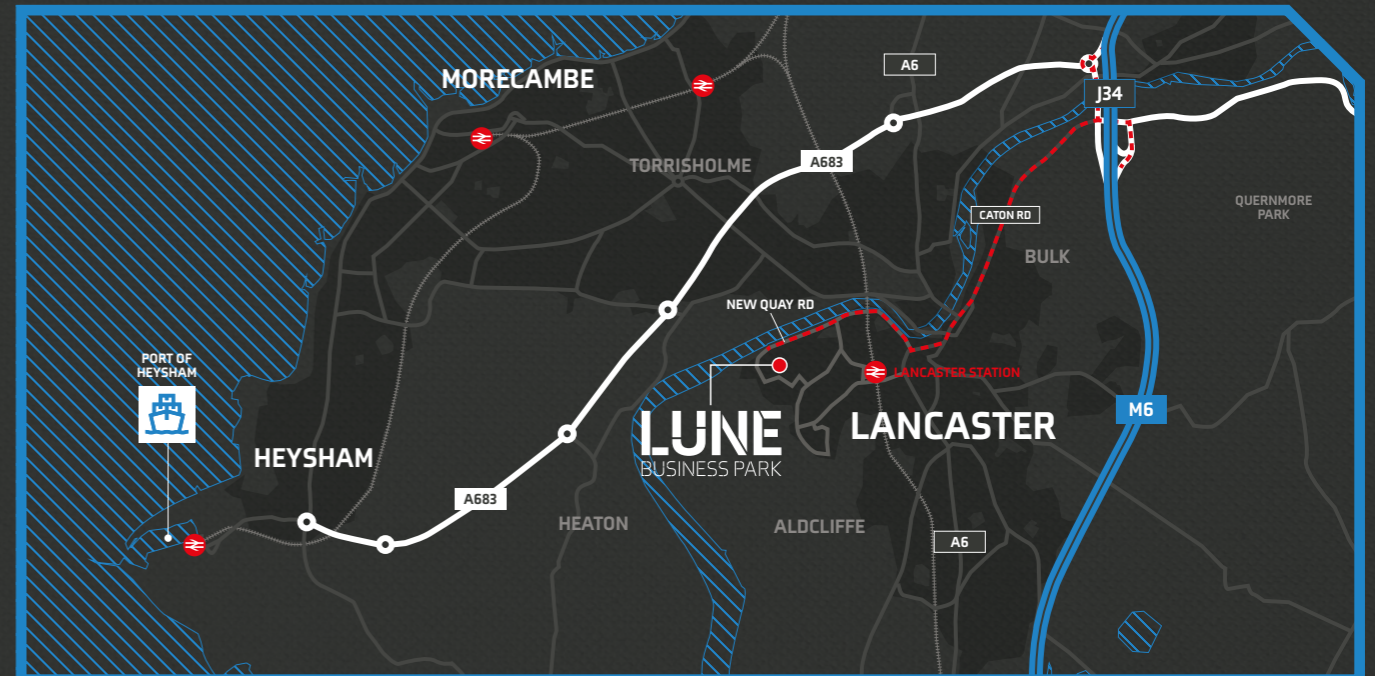 MORECAMBE
A6
J34
TORRISHOLME
A683
CATON RD
QUERNMORE
PARK
BULK
NEW QUAY RD
PORT OF
HEYSHAM
LANCASTER STATION
M6
LUNE
BUSINESS PARK
LANCASTER
HEYSHAM
A683
HEATON
ALDCLIFFE
A6